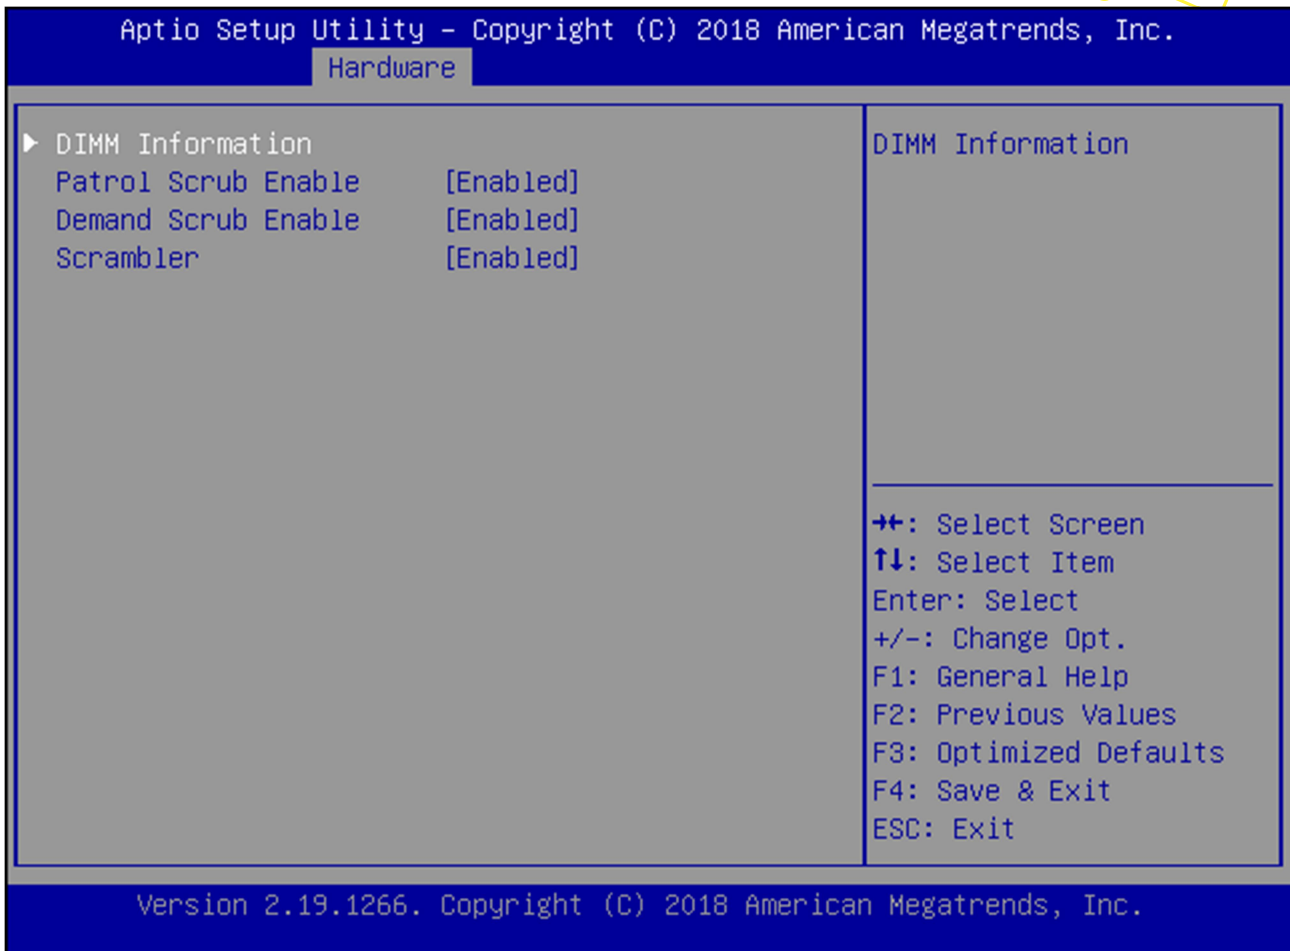 Aptio Setup Utility – Copyright (C) 2018 American Megatrends, Inc.
Hardware
DIMM Information
Patrol Scrub Enable [Enabled]
Demand Scrub Enable [Enabled]
Scrambler [Enabled]
DIMM Information
→←: Select Screen
↑↓: Select Item
Enter: Select
+/-: Change Opt.
F1: General Help
F2: Previous Values
F3: Optimized Defaults
F4: Save & Exit
ESC: Exit
Version 2.19.1266. Copyright (C) 2018 American Megatrends, Inc.